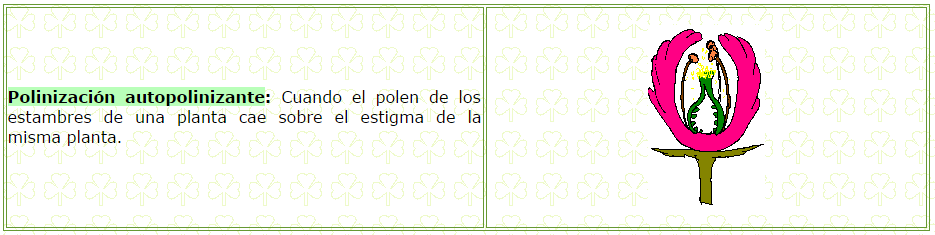 Polinización autopolinizante: Cuando el polen de los
estambres de una planta cae sobre el estigma de la
misma planta.